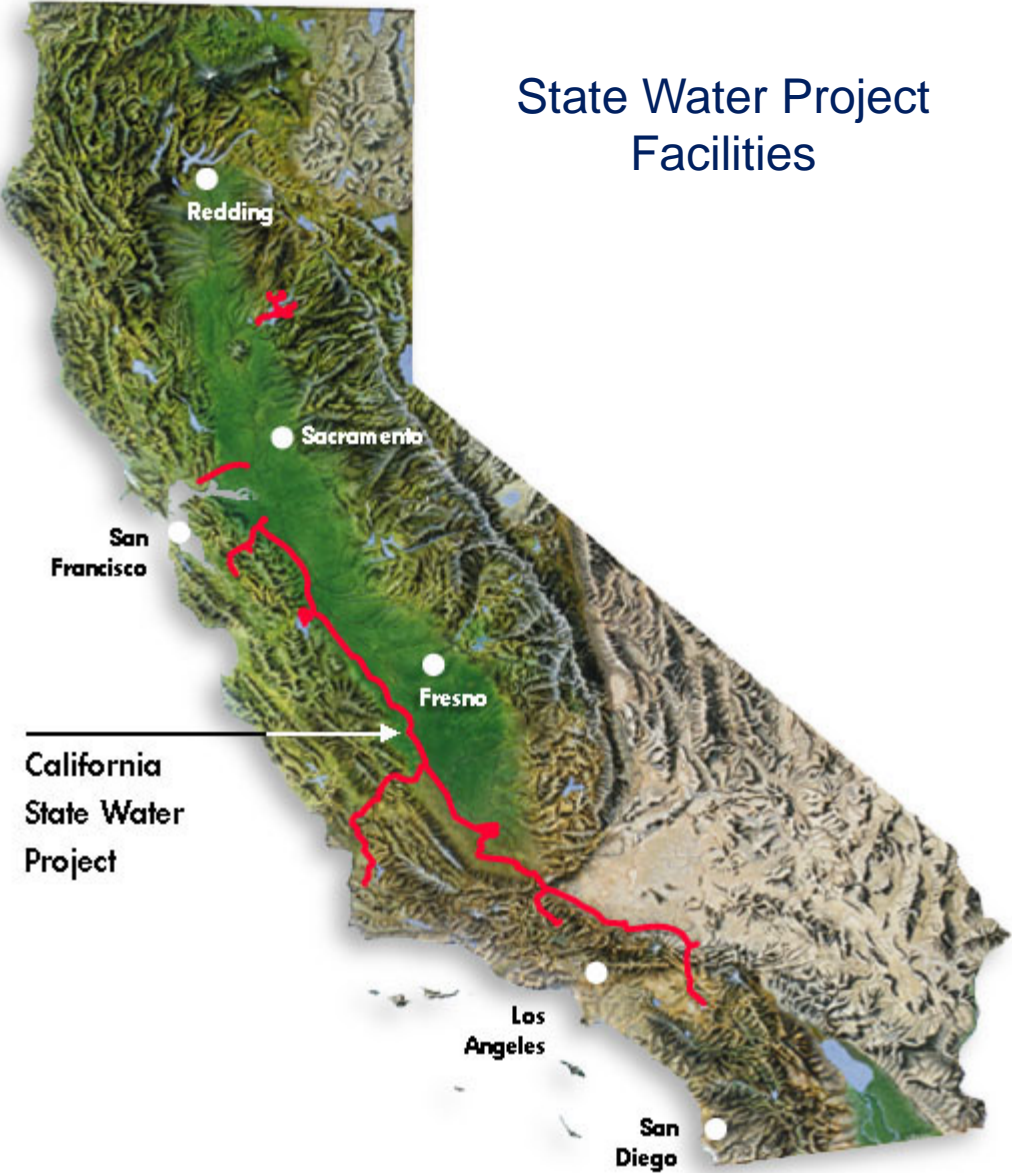 State Water Project
Facilities
Redding
Sacramento
San
Francisco
Fresno
California
State Water
Project
Los
Angeles
San
Diego